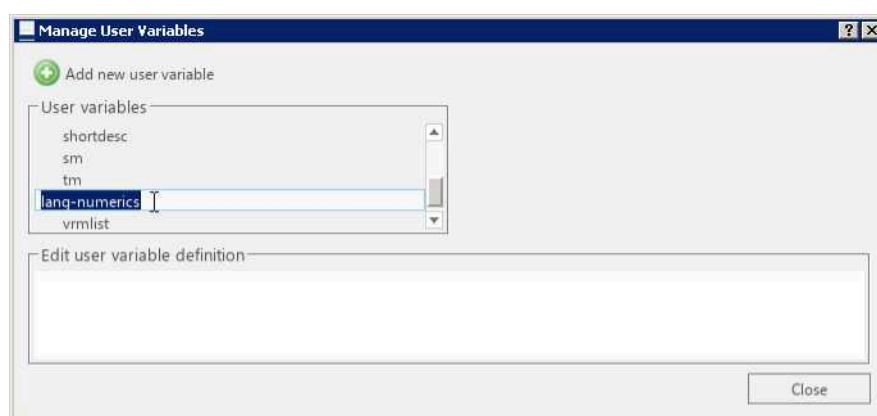 Manage User Variables
Add new user variable
User variables
shortdesc
sm
tm
lang-numerics
vrmlist
Edit user variable definition
Close